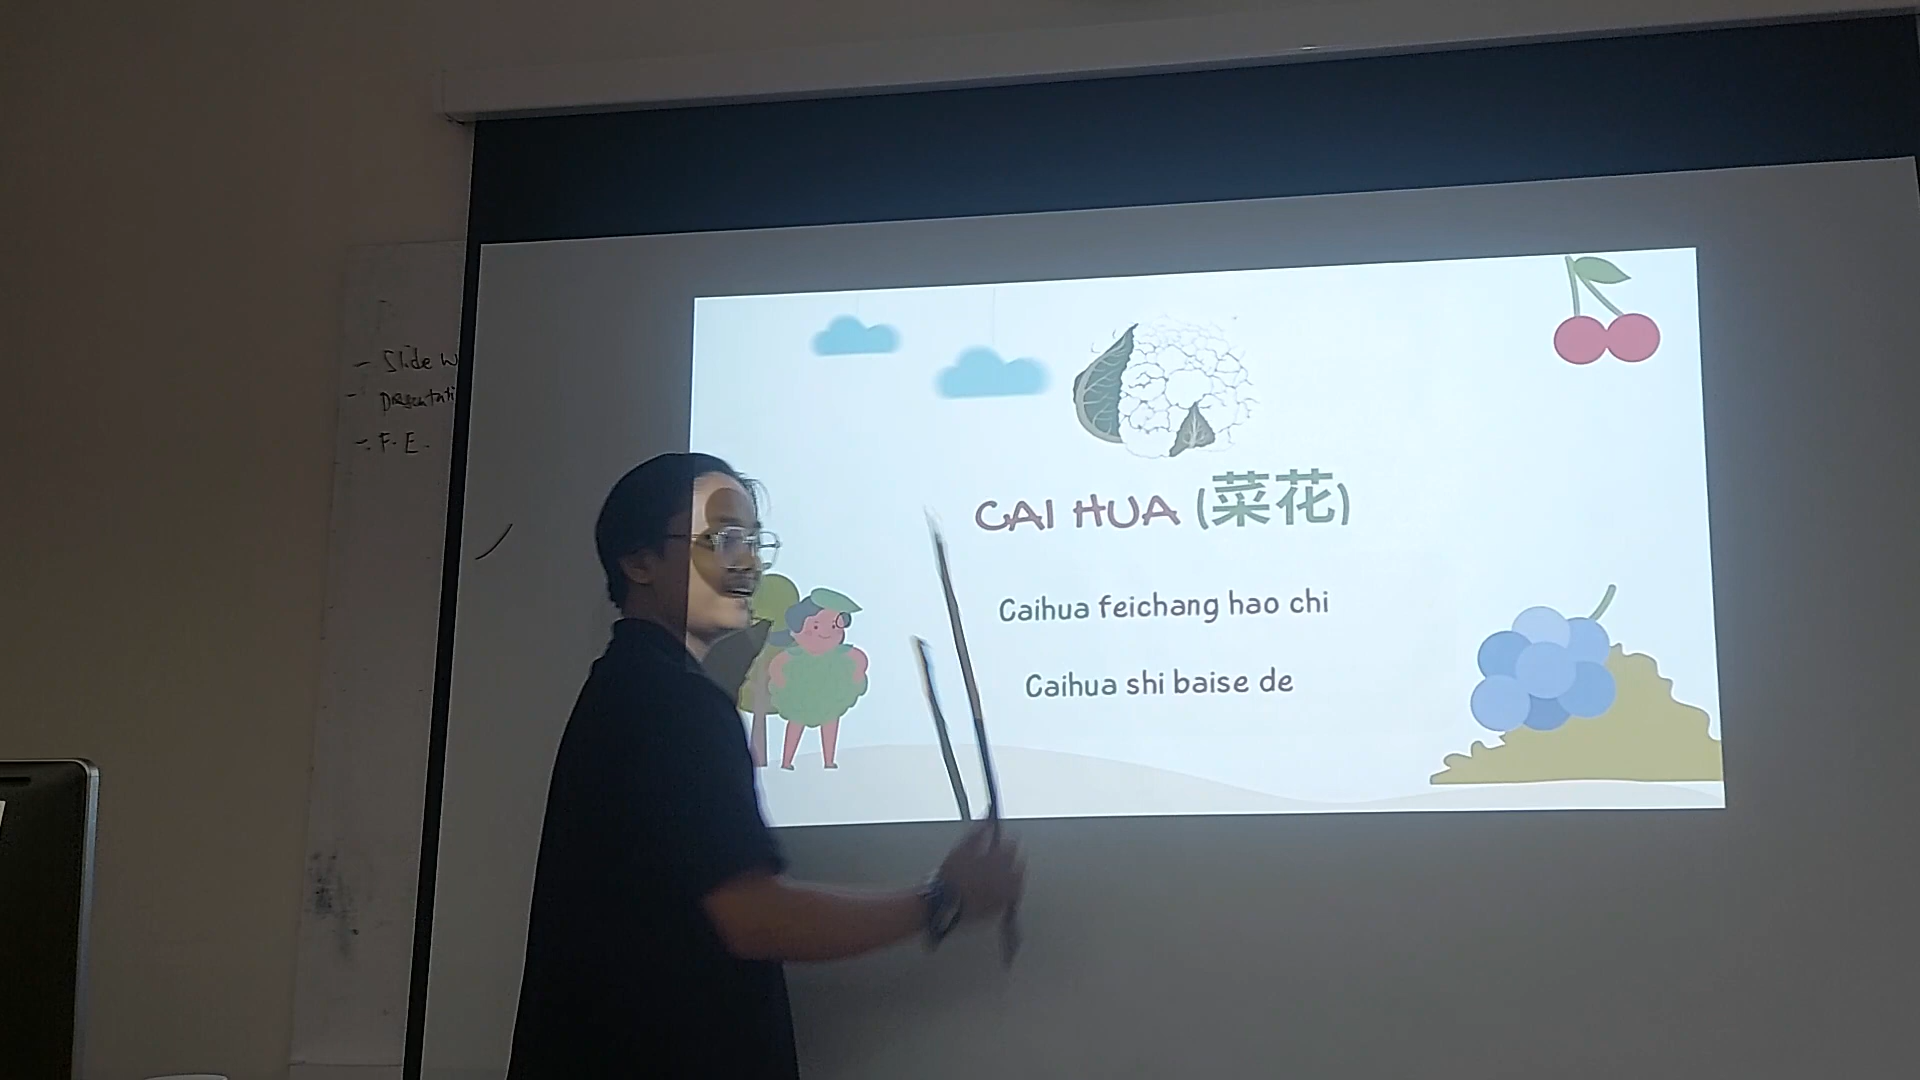 - Slide
- F. E.
CAI HUA (菜花)
Caihua feichang hao chi
Caihua shi baise de